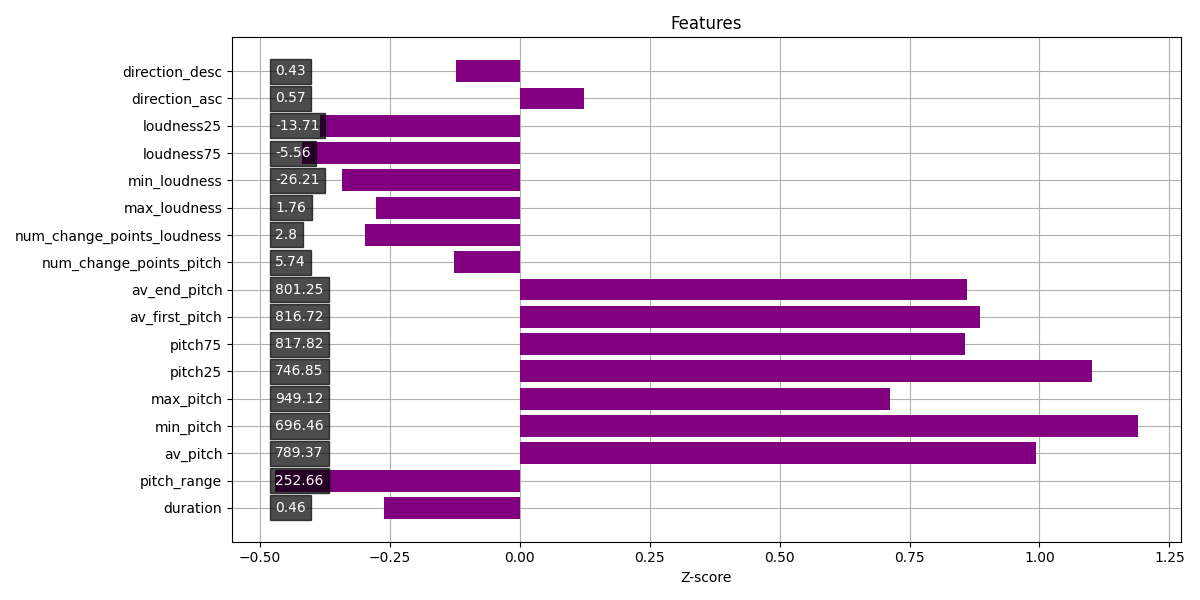 Features
direction_desc 0.43
direction_asc 0.57
loudness25 -13.71
loudness75 -5.56
min_loudness -26.21
max_loudness 1.76
num_change_points_loudness 2.8
num_change_points_pitch 5.74
av_end_pitch 801.25
av_first_pitch 816.72
pitch75 817.82
pitch25 746.85
max_pitch 949.12
min_pitch 696.46
av_pitch 789.37
pitch_range 252.66
duration 0.46
−0.50 −0.25 0.00 0.25 0.50 0.75 1.00 1.25
Z-score